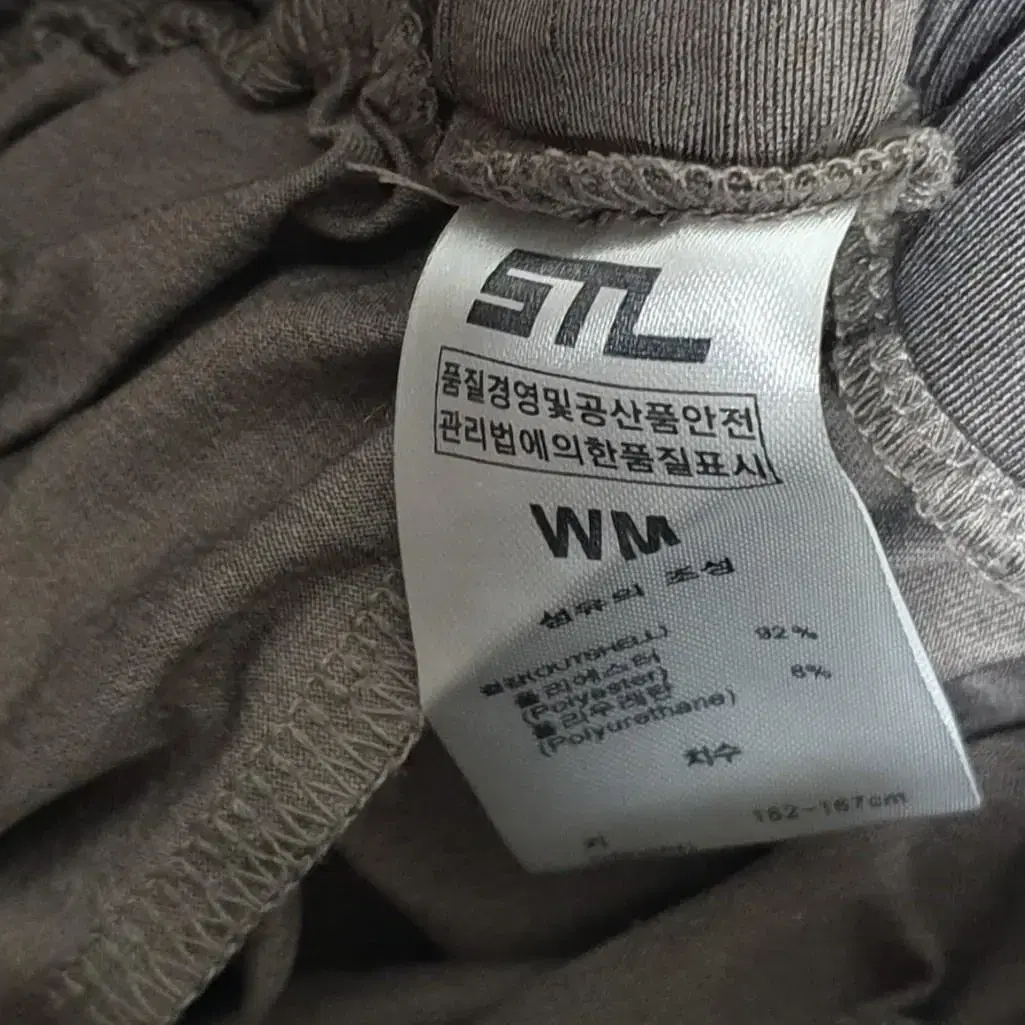 STL
품질경영및공산품안전
관리법에의한품질표시
WM
섬유의 조성
겉감(OUTSHELL)
폴리에스터 92%
(Polyester)
폴리우레탄 8%
(Polyurethane)
치수
162-167cm